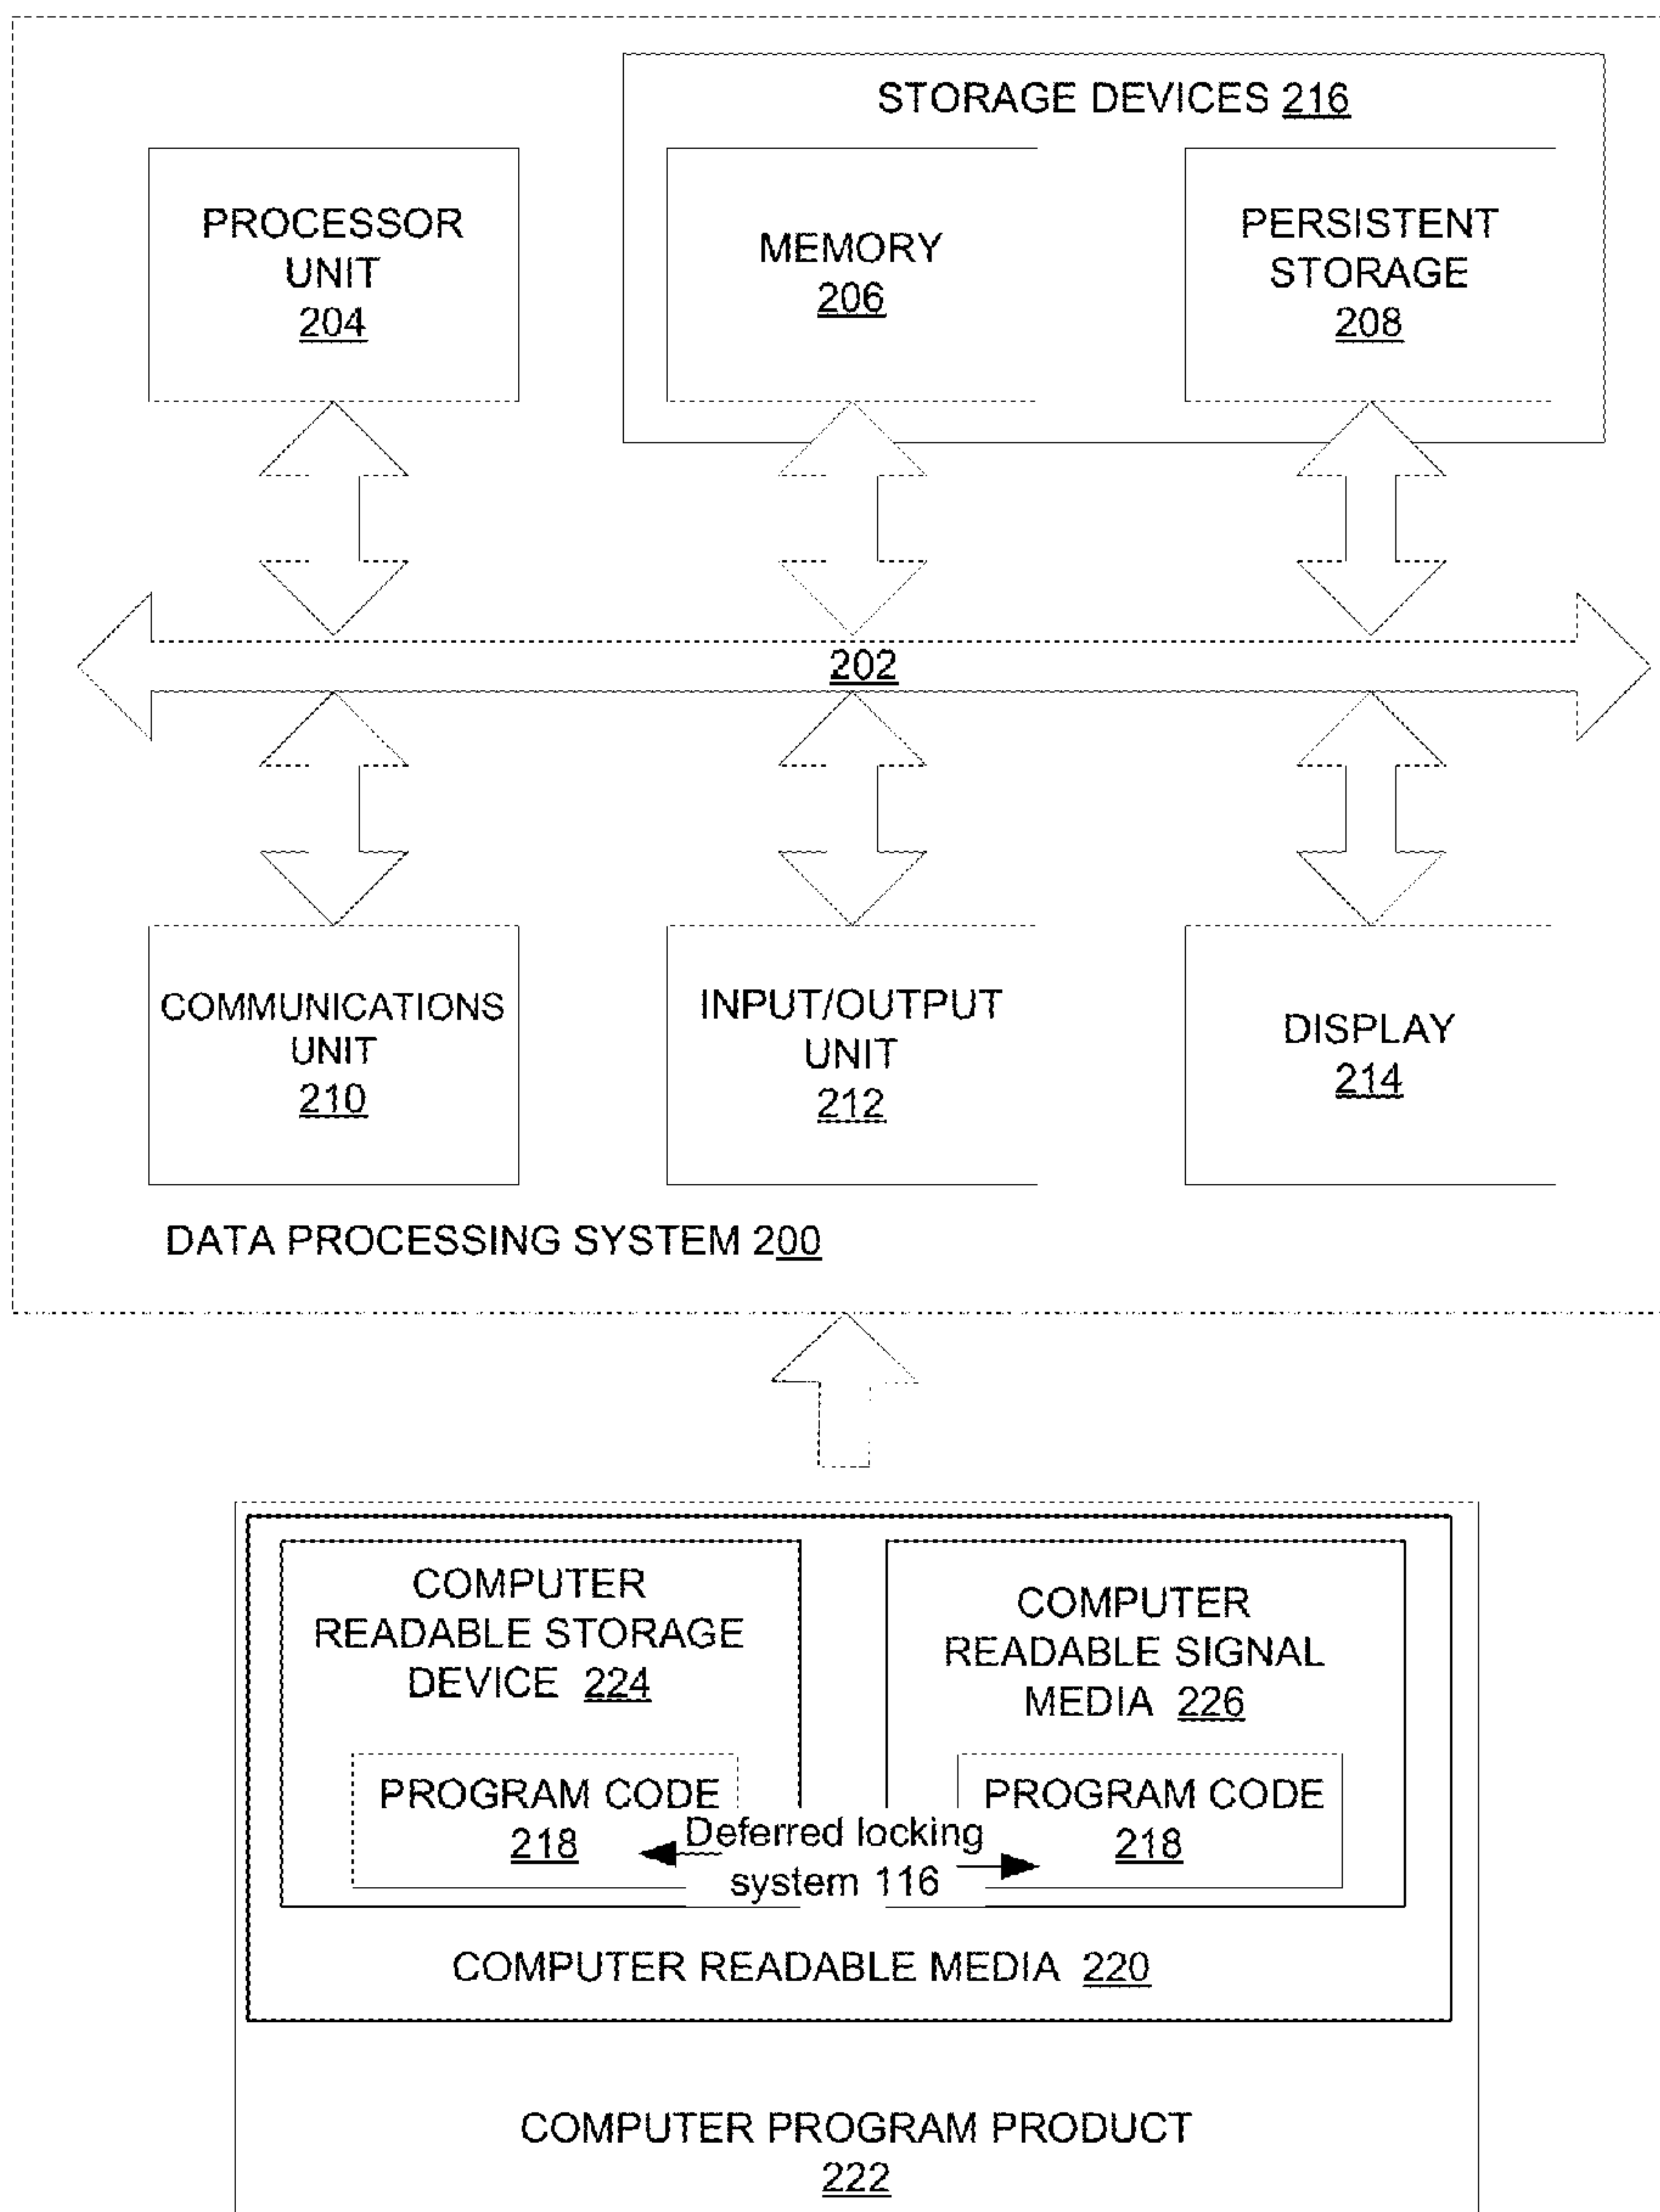 STORAGE DEVICES 216
PROCESSOR
UNIT
204
MEMORY
206
PERSISTENT
STORAGE
208
202
COMMUNICATIONS
UNIT
210
INPUT/OUTPUT
UNIT
212
DISPLAY
214
DATA PROCESSING SYSTEM 200
COMPUTER
READABLE STORAGE
DEVICE 224
COMPUTER
READABLE SIGNAL
MEDIA 226
PROGRAM CODE
218
PROGRAM CODE
218
Deferred locking
system 116
COMPUTER READABLE MEDIA 220
COMPUTER PROGRAM PRODUCT
222